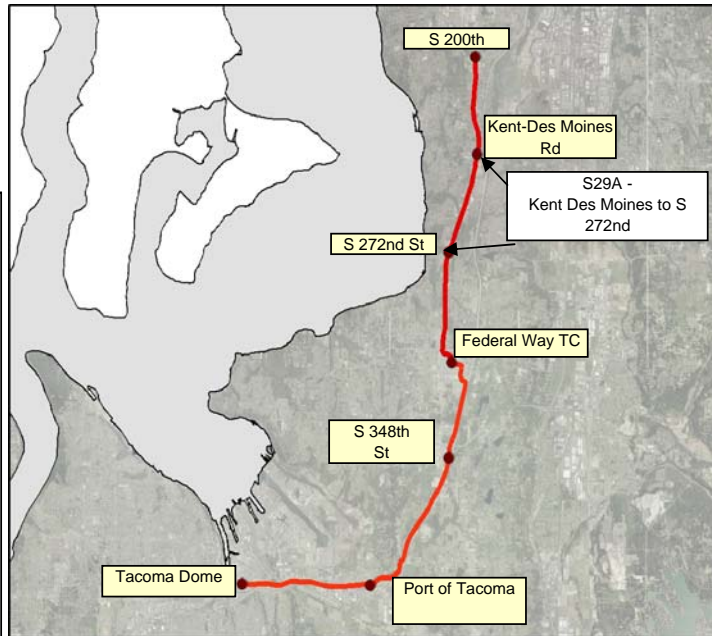 S 200th
Kent-Des Moines
Rd
S29A -
Kent Des Moines to S
272nd
S 272nd St
Federal Way TC
S 348th
St
Tacoma Dome
Port of Tacoma